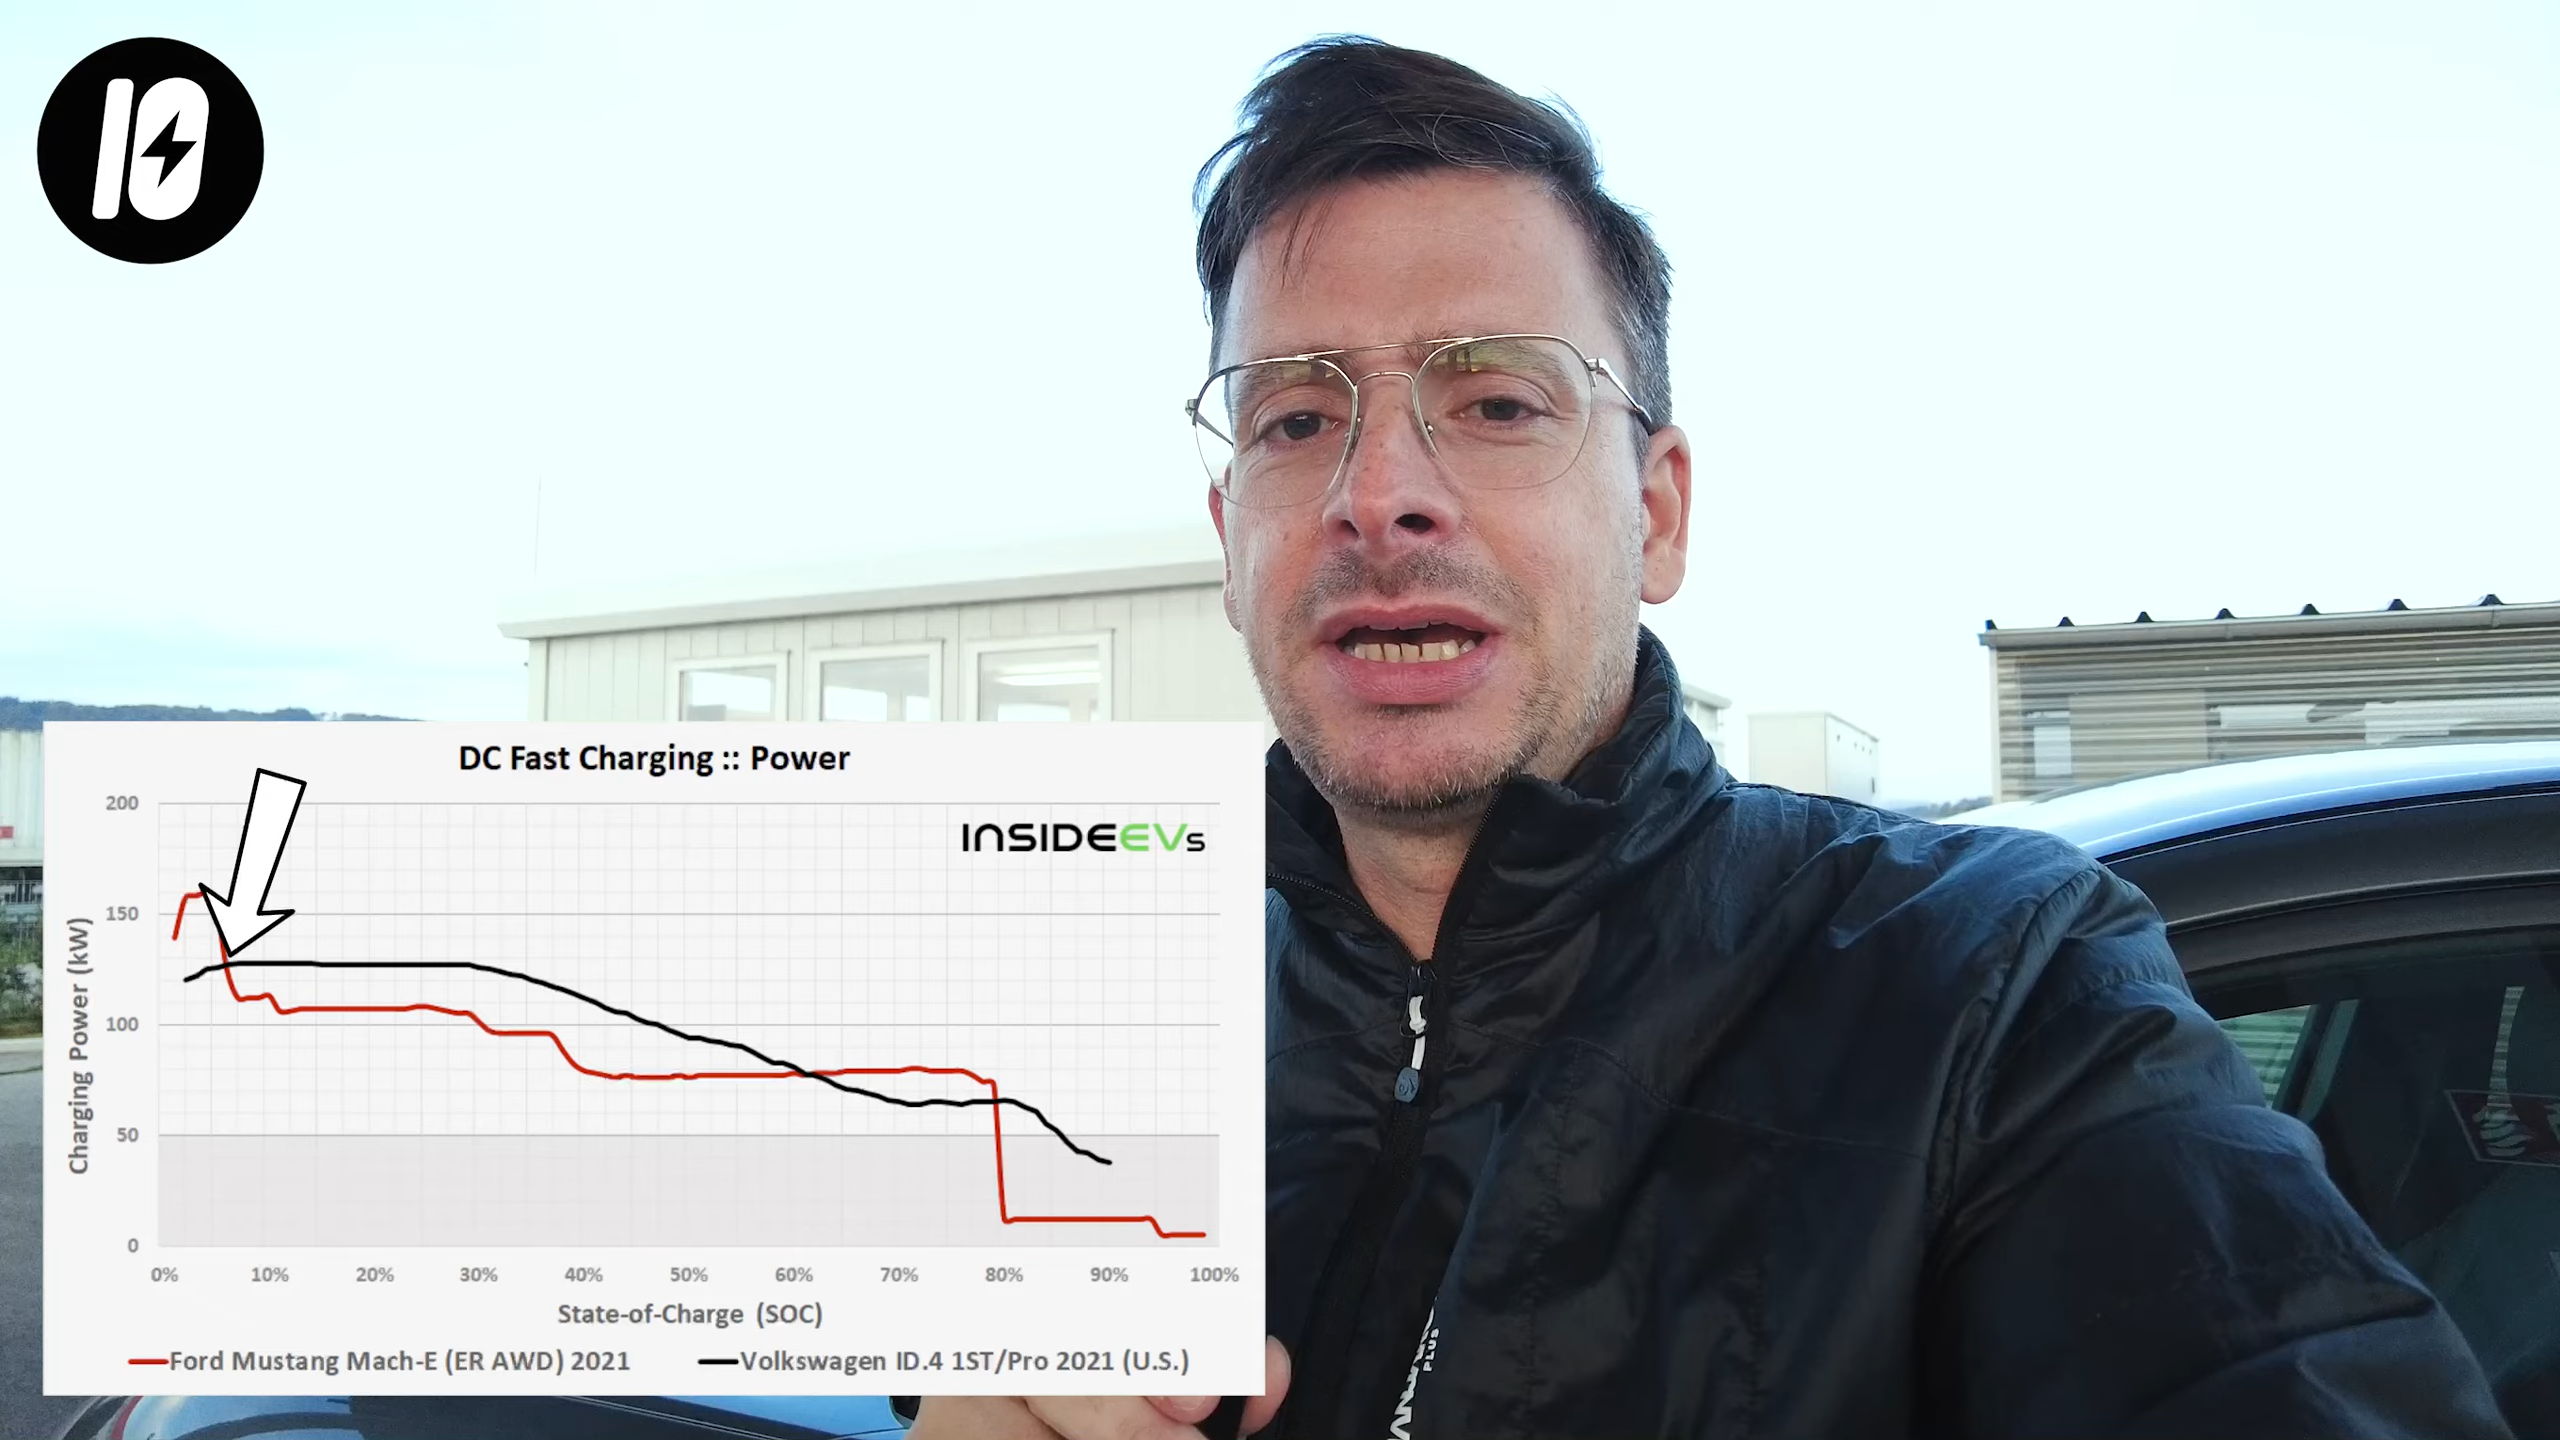 10
DC Fast Charging :: Power
INSIDEEVs
200
150
100
50
0
Charging Power (kW)
0% 10% 20% 30% 40% 50% 60% 70% 80% 90% 100%
State-of-Charge (SOC)
Ford Mustang Mach-E (ER AWD) 2021 Volkswagen ID.4 1ST/Pro 2021 (U.S.)
PLUS